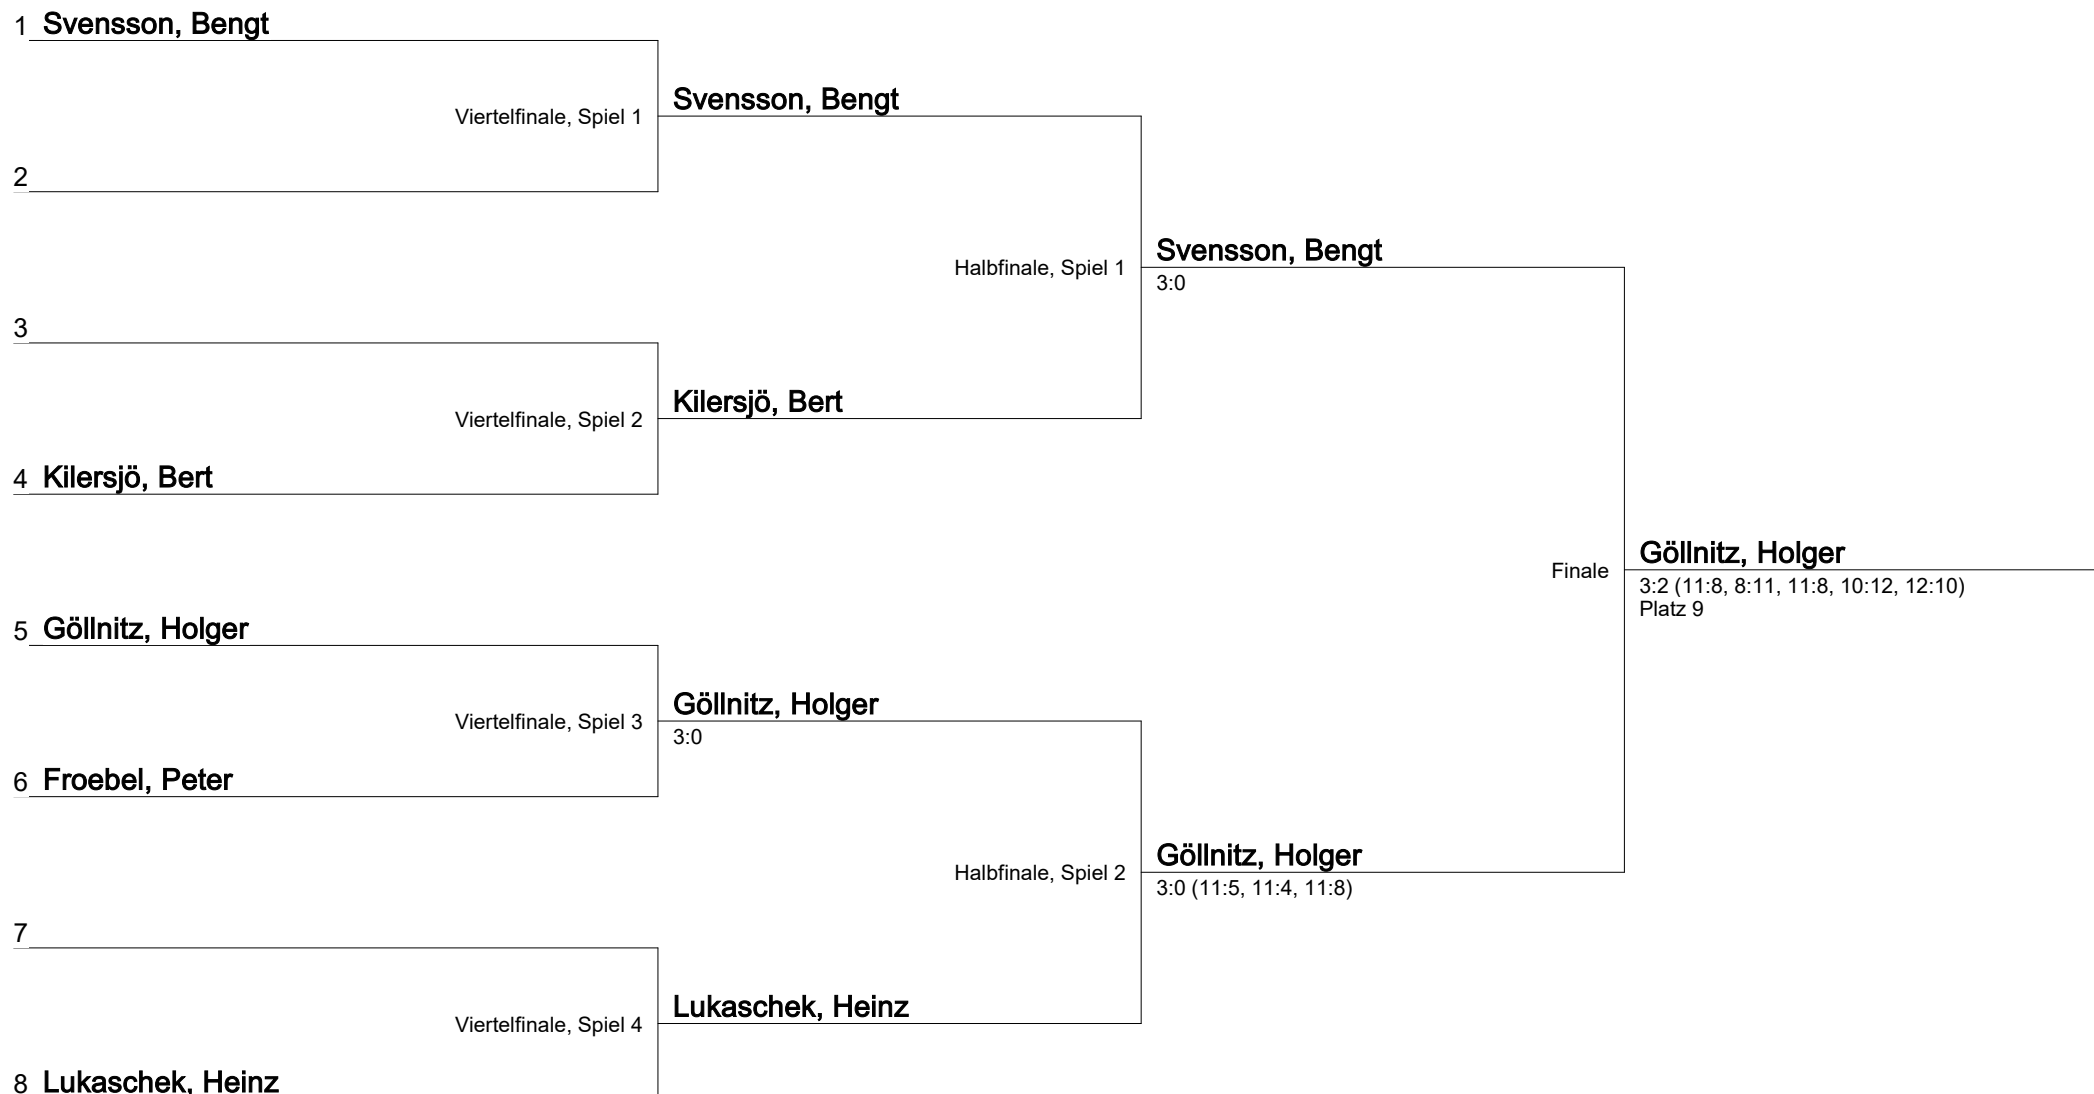 1 Svensson, Bengt
Svensson, Bengt
Viertelfinale, Spiel 1
2
Svensson, Bengt
Halbfinale, Spiel 1
3:0
3
Kilersjö, Bert
Viertelfinale, Spiel 2
4 Kilersjö, Bert
Göllnitz, Holger
Finale
3:2 (11:8, 8:11, 11:8, 10:12, 12:10)
Platz 9
5 Göllnitz, Holger
Göllnitz, Holger
Viertelfinale, Spiel 3
3:0
6 Froebel, Peter
Göllnitz, Holger
Halbfinale, Spiel 2
3:0 (11:5, 11:4, 11:8)
7
Lukaschek, Heinz
Viertelfinale, Spiel 4
8 Lukaschek, Heinz